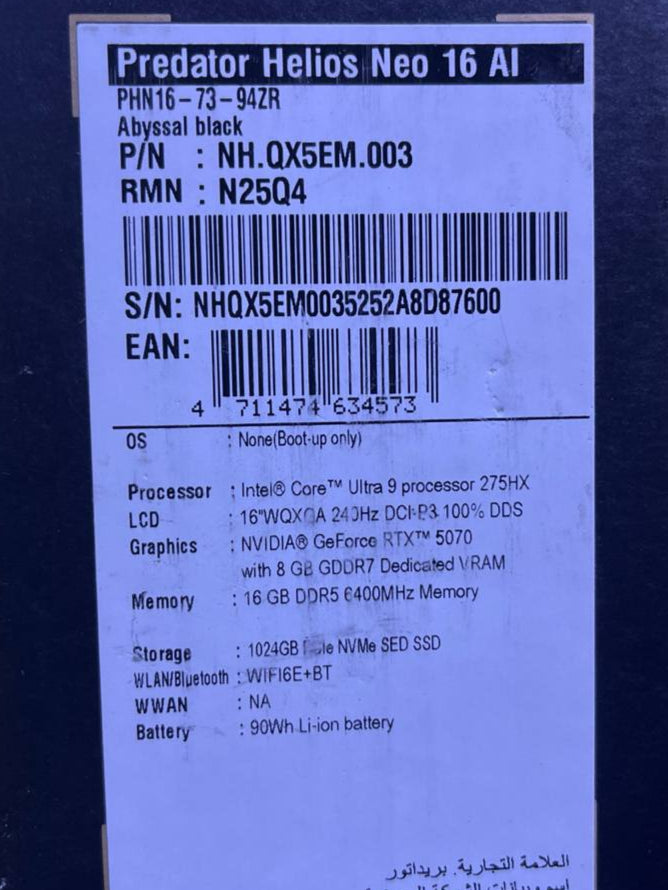 Predator Helios Neo 16 AI
PHN16-73-94ZR
Abyssal black
P/N : NH.QX5EM.003
RMN : N25Q4
S/N: NHQX5EM0035252A8D87600
EAN:
4 711474 634573
OS : None(Boot-up only)
Processor : Intel® Core™ Ultra 9 processor 275HX
LCD : 16"WQXGA 240Hz DCI-P3 100% DDS
Graphics : NVIDIA® GeForce RTX™ 5070
with 8 GB GDDR7 Dedicated VRAM
Memory : 16 GB DDR5 6400MHz Memory
Storage : 1024GB NVMe SED SSD
WLAN/Bluetooth : WIFI6E+BT
WWAN : NA
Battery : 90Wh Li-ion battery
العلامة التجارية. بريداتور